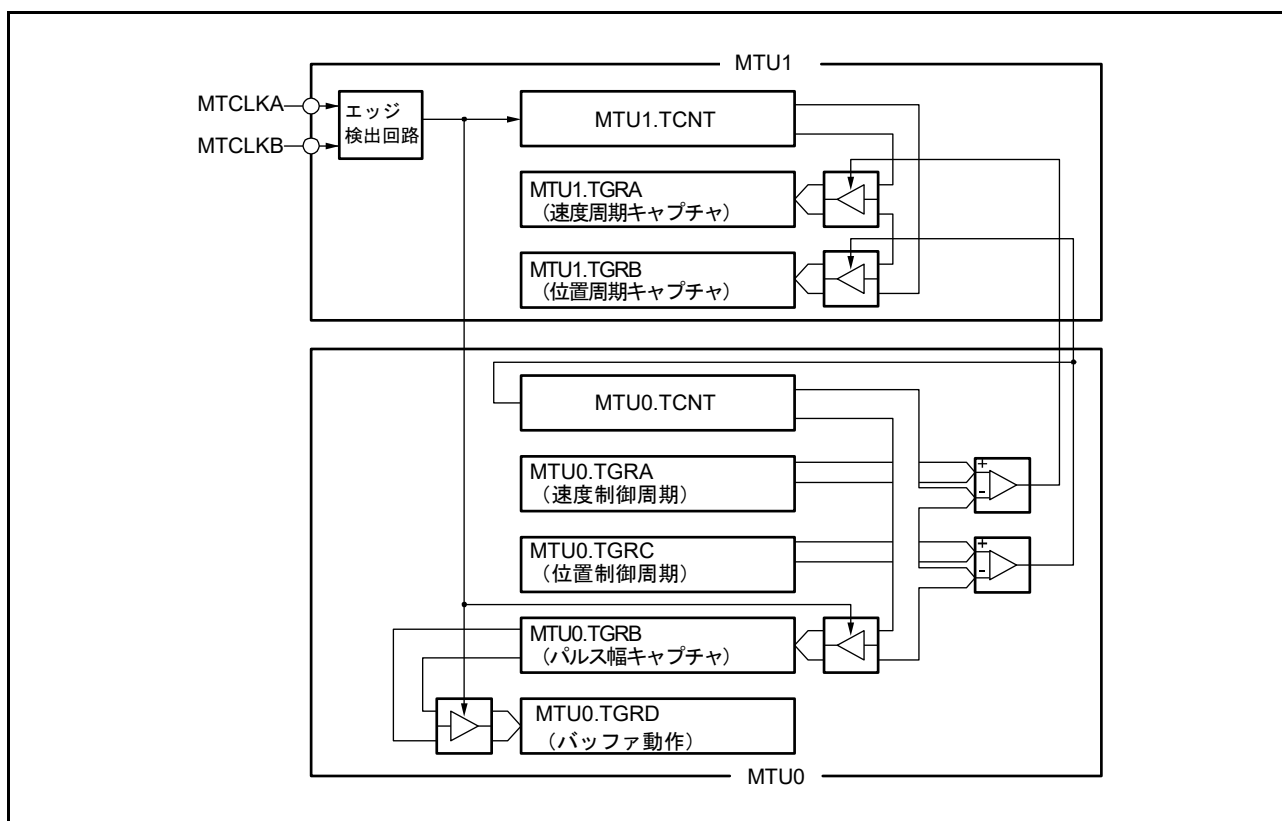 MTU1
MTCLKA
MTCLKB
エッジ
検出回路
MTU1.TCNT
MTU1.TGRA
（速度周期キャプチャ）
MTU1.TGRB
（位置周期キャプチャ）
MTU0.TCNT
MTU0.TGRA
（速度制御周期）
+
-
MTU0.TGRC
（位置制御周期）
+
-
MTU0.TGRB
（パルス幅キャプチャ）
MTU0.TGRD
（バッファ動作）
MTU0